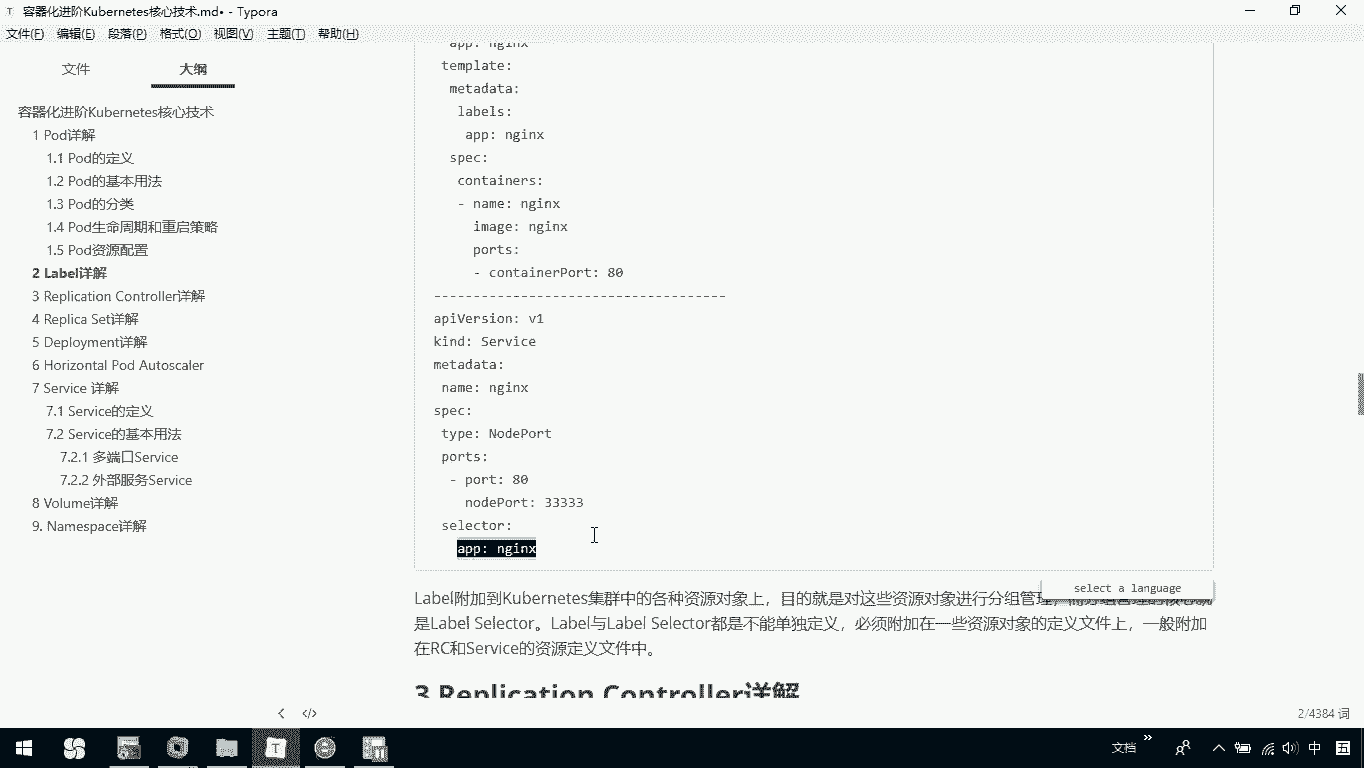 容器化进阶Kubernetes核心技术.md• - Typora
文件(F) 编辑(E) 段落(P) 格式(O) 视图(V) 主题(T) 帮助(H)
文件 大纲
容器化进阶Kubernetes核心技术
1 Pod详解
1.1 Pod的定义
1.2 Pod的基本用法
1.3 Pod的分类
1.4 Pod生命周期和重启策略
1.5 Pod资源配置
2 Label详解
3 Replication Controller详解
4 Replica Set详解
5 Deployment详解
6 Horizontal Pod Autoscaler
7 Service 详解
7.1 Service的定义
7.2 Service的基本用法
7.2.1 多端口Service
7.2.2 外部服务Service
8 Volume详解
9. Namespace详解
app: nginx
template:
metadata:
labels:
app: nginx
spec:
containers:
- name: nginx
image: nginx
ports:
- containerPort: 80
-------------------------------------
apiVersion: v1
kind: Service
metadata:
name: nginx
spec:
type: NodePort
ports:
- port: 80
nodePort: 33333
selector:
app: nginx
select a language
Label附加到Kubernetes集群中的各种资源对象上，目的就是对这些资源对象进行分组管理，
是Label Selector。Label与Label Selector都是不能单独定义，必须附加在一些资源对象的定义文件上，一般附加
在RC和Service的资源定义文件中。
3 Replication Controller详解
2/4384 词
文档
中
五